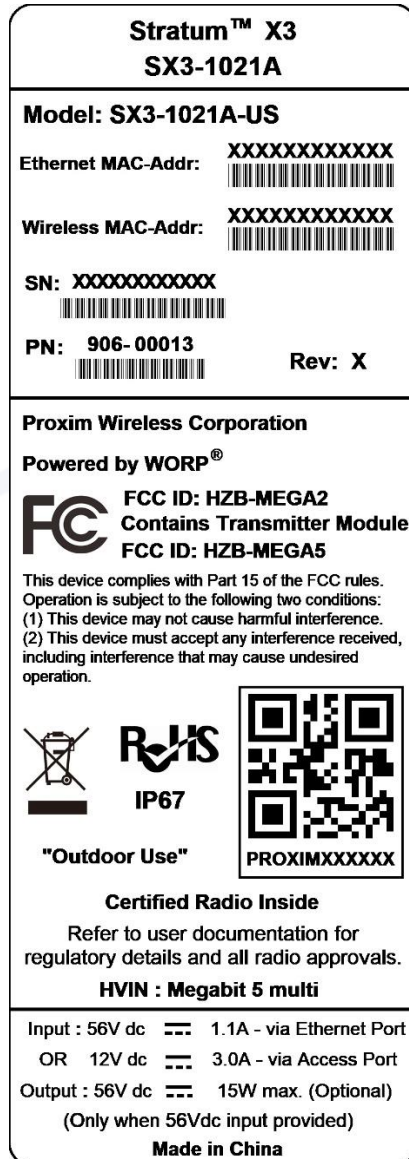 Stratum™ X3
SX3-1021A
Model: SX3-1021A-US
Ethernet MAC-Addr: XXXXXXXXXXXX
Wireless MAC-Addr: XXXXXXXXXXXX
SN: XXXXXXXXXXXX
PN: 906-00013
Rev: X
Proxim Wireless Corporation
Powered by WORP®
FC FCC ID: HZB-MEGA2
Contains Transmitter Module
FCC ID: HZB-MEGA5
This device complies with Part 15 of the FCC rules.
Operation is subject to the following two conditions:
(1) This device may not cause harmful interference.
(2) This device must accept any interference received,
including interference that may cause undesired
operation.
RoHS
IP67
"Outdoor Use"
PROXIMXXXXXX
Certified Radio Inside
Refer to user documentation for
regulatory details and all radio approvals.
HVIN : Megabit 5 multi
Input : 56V dc 1.1A - via Ethernet Port
OR 12V dc 3.0A - via Access Port
Output : 56V dc 15W max. (Optional)
(Only when 56Vdc input provided)
Made in China